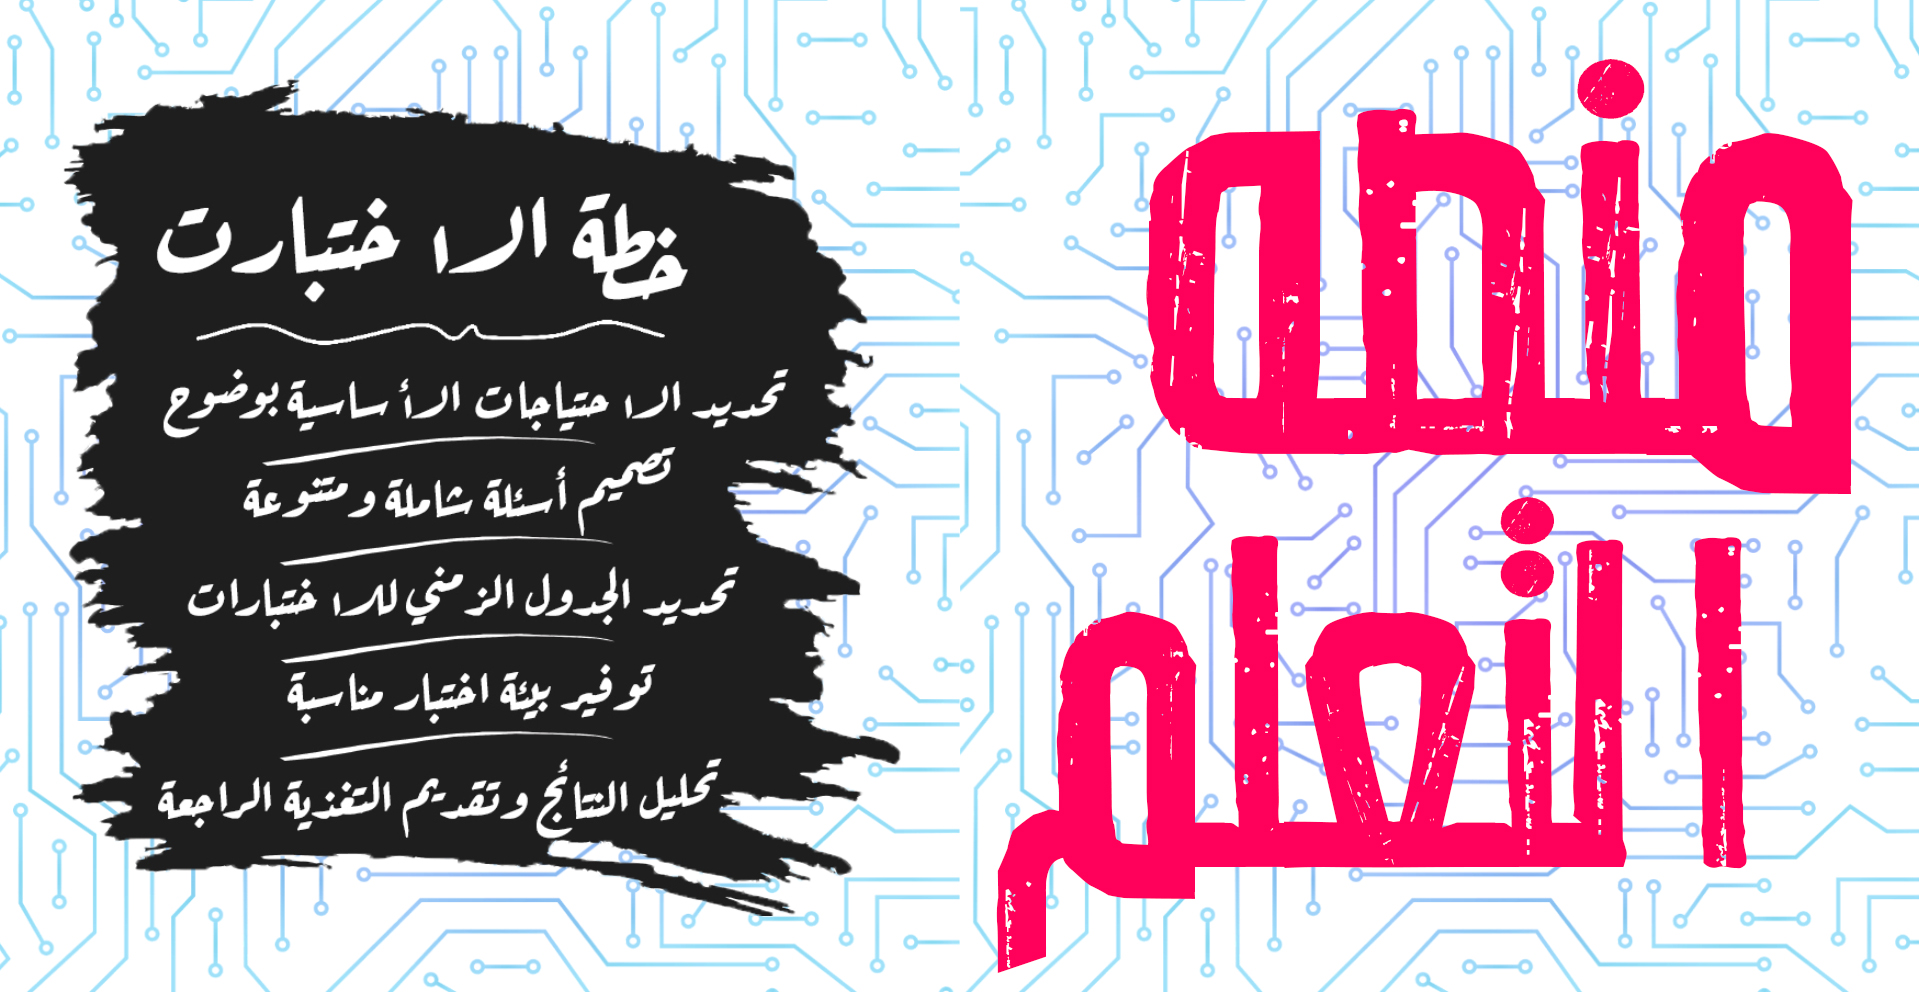 منصه
التعلم
خطة الاختبارت
تحديد الاحتياجات الأساسية بوضوح
تصميم أسئلة شاملة ومتنوعة
تحديد الجدول الزمني للاختبارات
توفير بيئة اختبار مناسبة
تحليل النتائج وتقديم التغذية الراجعة